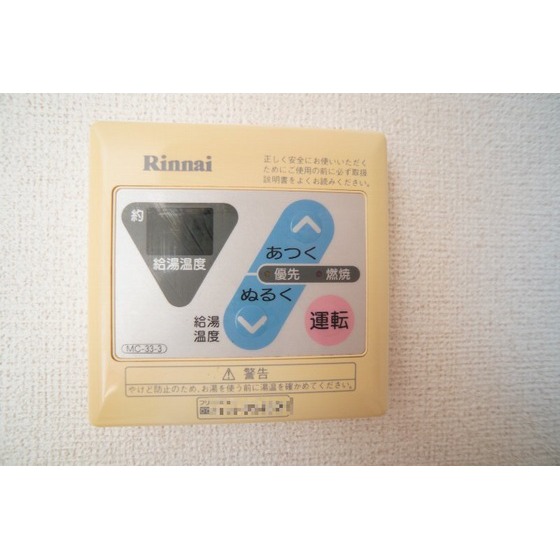 Rinnai
正しく安全にお使いいただく
ためにご使用の前に必ず取扱
説明書をよくお読みください。
約
給湯温度
あつく
優先 燃焼
ぬるく
給湯
温度
運転
MC-33-3
警告
やけど防止のため、お湯を使う前に湯温を確かめてください。